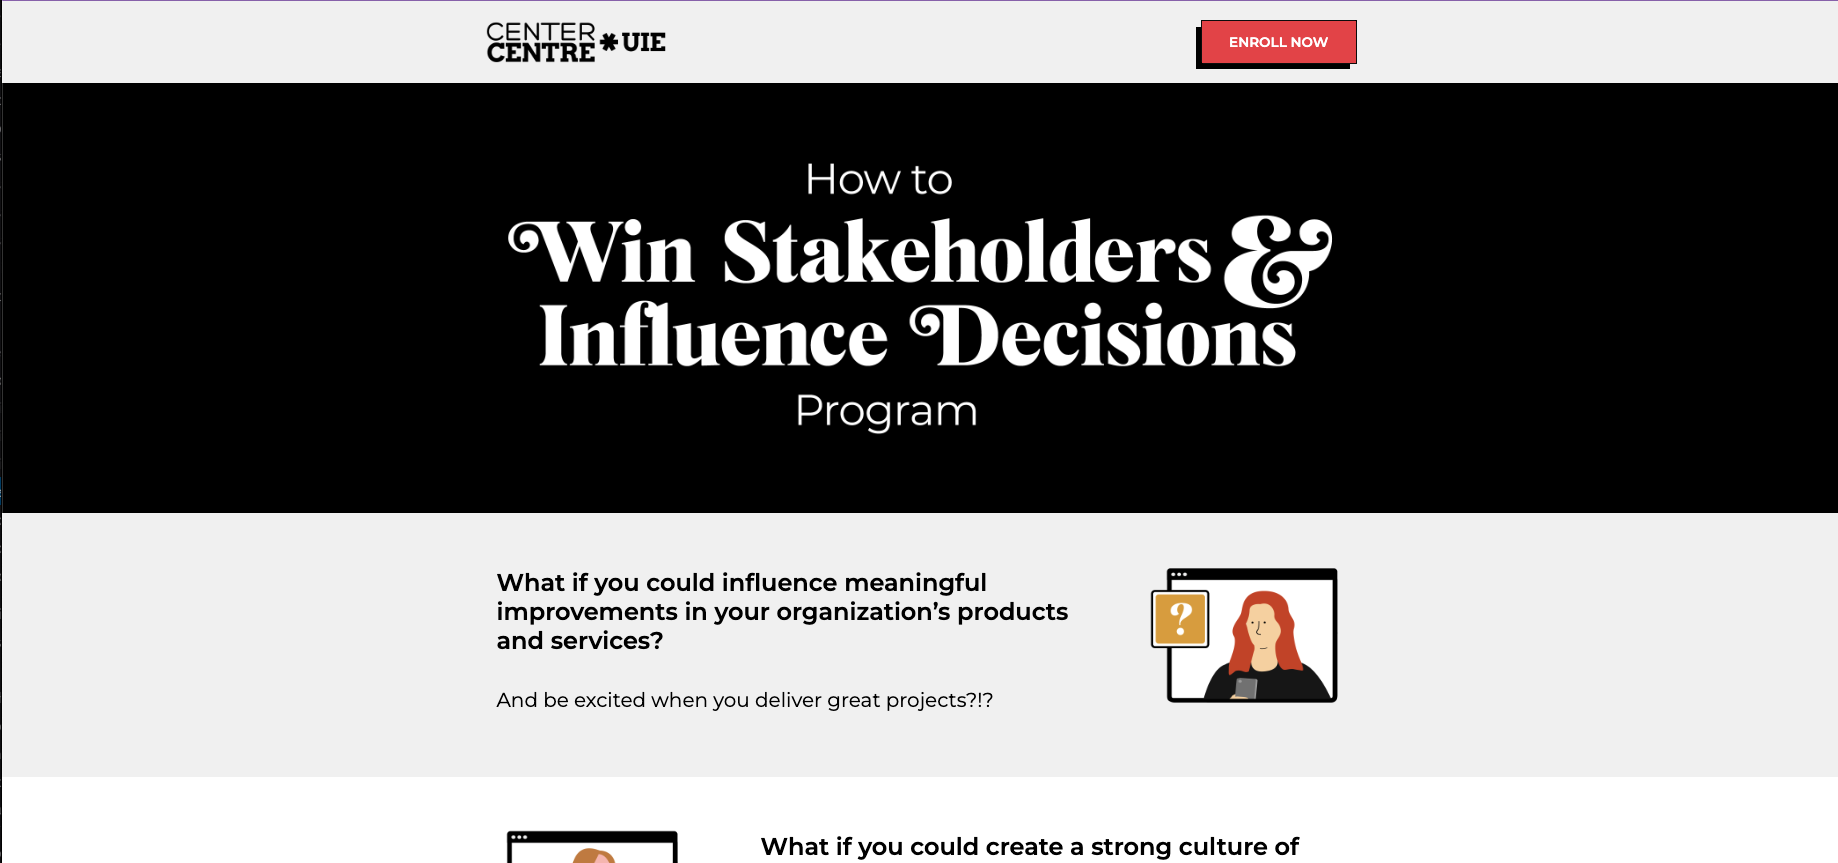 CENTER
CENTRE * UIE
ENROLL NOW
How to
Win Stakeholders &
Influence Decisions
Program
What if you could influence meaningful
improvements in your organization’s products
and services?
?
And be excited when you deliver great projects?!?
What if you could create a strong culture of